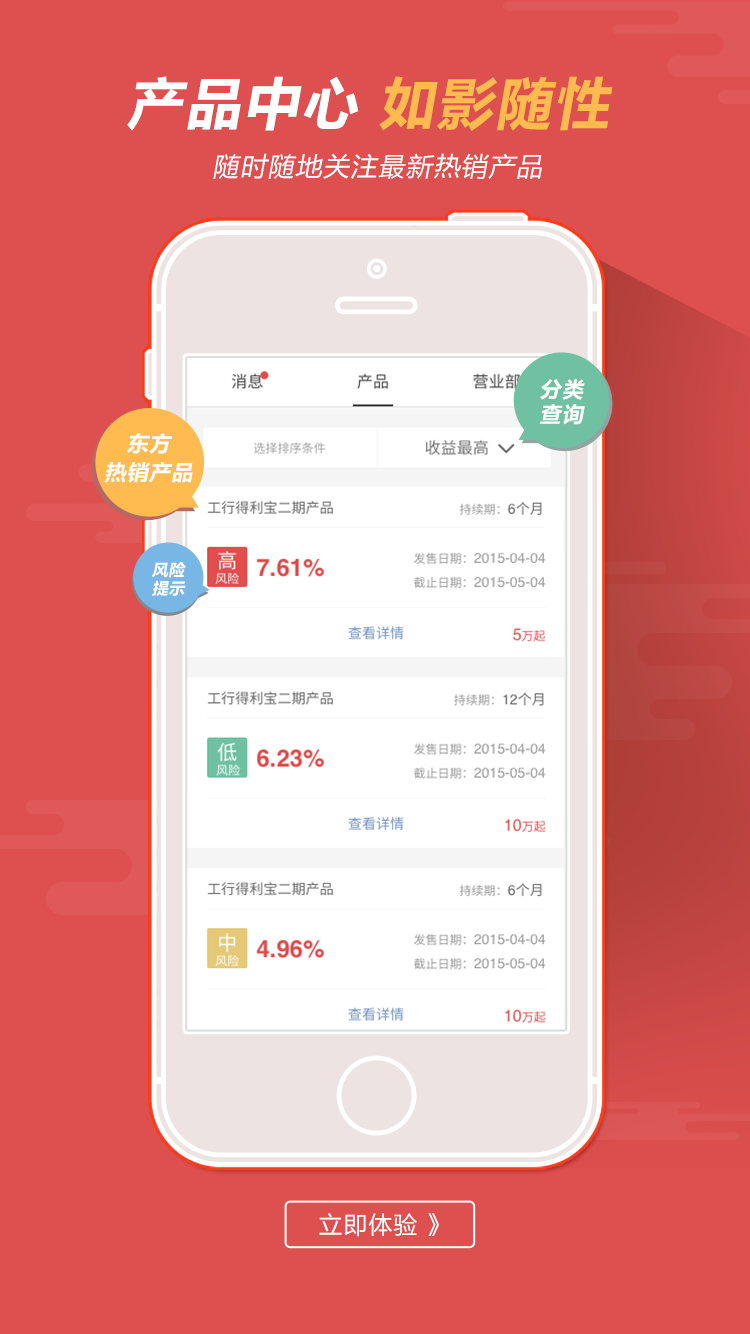 产品中心 如影随性
随时随地关注最新热销产品
消息 产品 营业部
分类
查询
东方
热销产品
选择排序条件 收益最高
工行得利宝二期产品 持续期：6个月
风险
提示
高
风险
7.61%
发售日期：2015-04-04
截止日期：2015-05-04
查看详情 5万起
工行得利宝二期产品 持续期：12个月
低
风险
6.23%
发售日期：2015-04-04
截止日期：2015-05-04
查看详情 10万起
工行得利宝二期产品 持续期：6个月
中
风险
4.96%
发售日期：2015-04-04
截止日期：2015-05-04
查看详情 10万起
立即体验 》